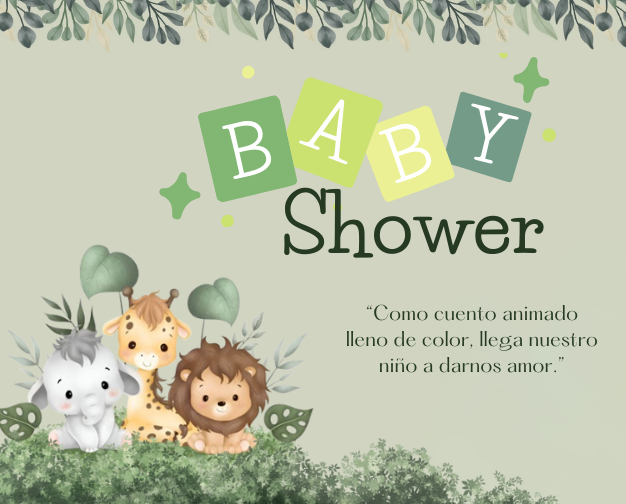 BABY
Shower
“Como cuento animado
lleno de color, llega nuestro
niño a darnos amor.”